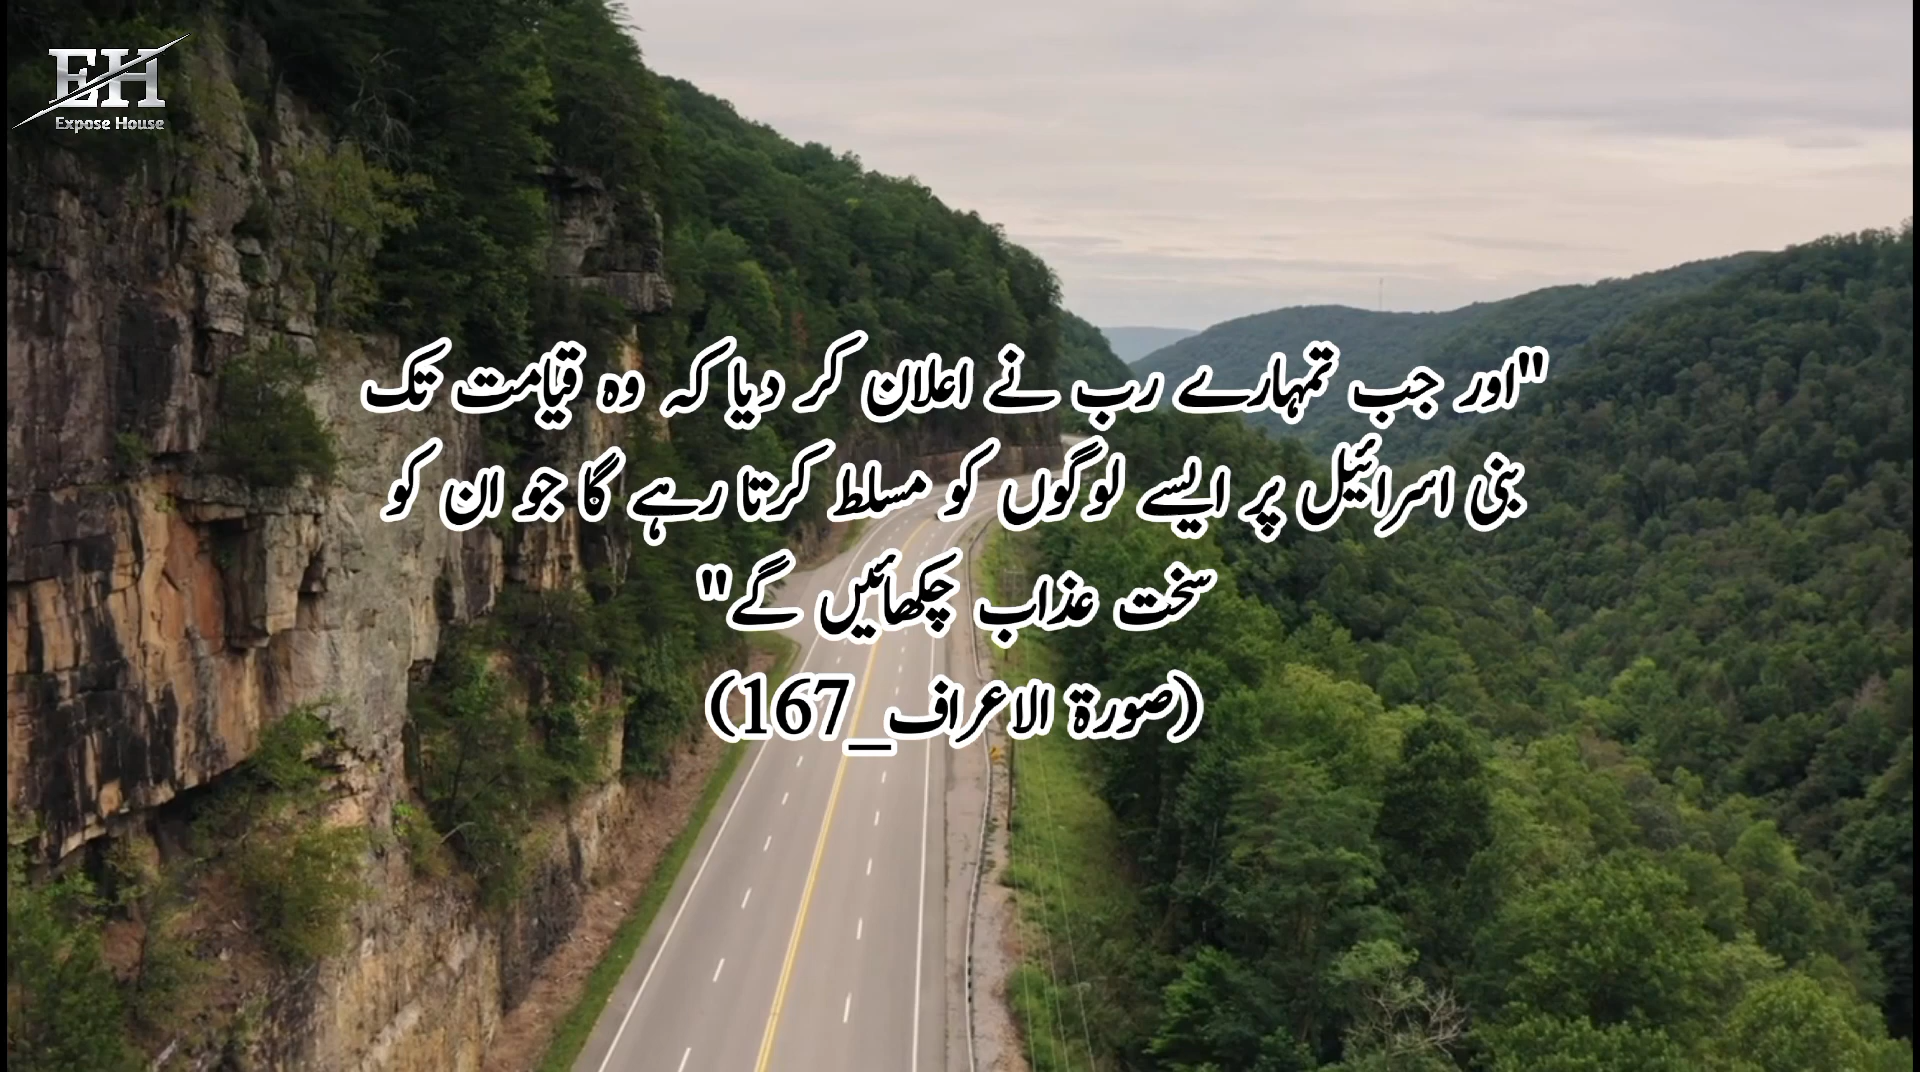 EH
Expose House
"اور جب تمہارے رب نے اعلان کر دیا کہ وہ قیامت تک
بنی اسرائیل پر ایسے لوگوں کو مسلط کرتا رہے گا جو ان کو
سخت عذاب چکھائیں گے"
(صورۃ الاعراف_167)